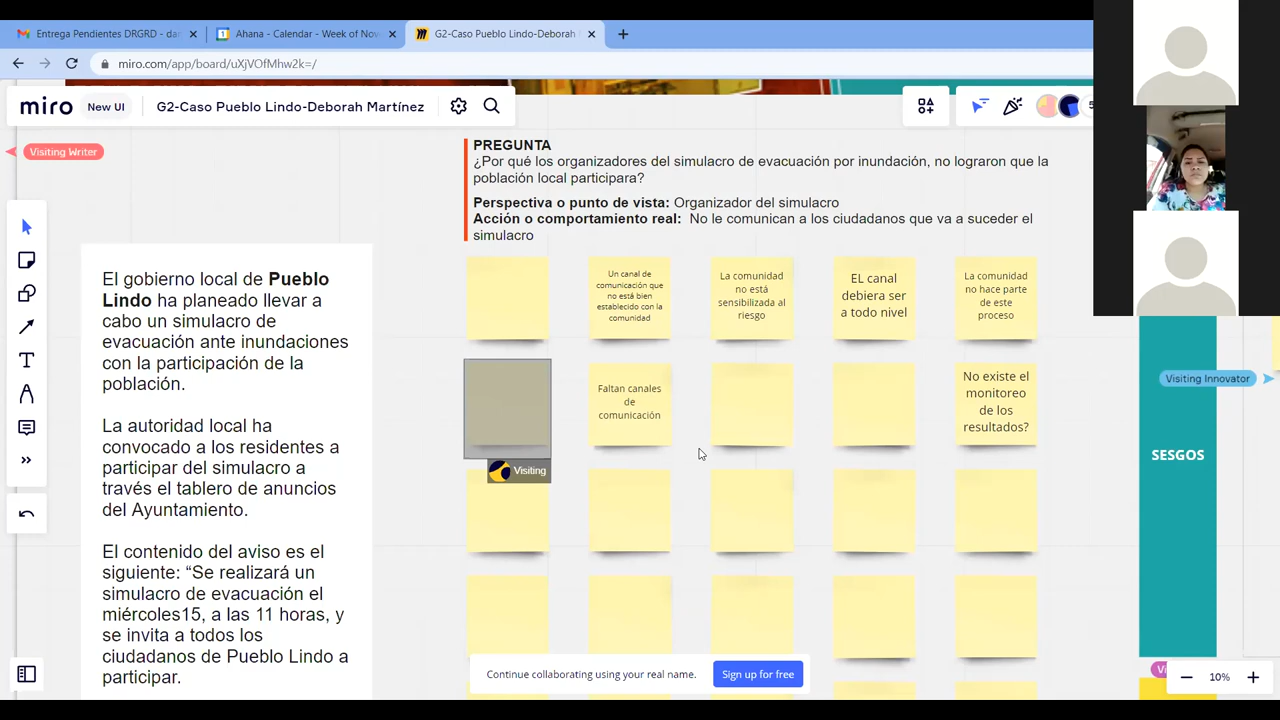 Entrega Pendientes DRGRD - dar
Ahana - Calendar - Week of Nov
G2-Caso Pueblo Lindo-Deborah
miro.com/app/board/uXjVOfMhw2k=/
miro
New UI
G2-Caso Pueblo Lindo-Deborah Martínez
5
Visiting Writer
PREGUNTA
¿Por qué los organizadores del simulacro de evacuación por inundación, no lograron que la
población local participara?
Perspectiva o punto de vista: Organizador del simulacro
Acción o comportamiento real: No le comunican a los ciudadanos que va a suceder el
simulacro
El gobierno local de Pueblo
Lindo ha planeado llevar a
cabo un simulacro de
evacuación ante inundaciones
con la participación de la
población.
La autoridad local ha
convocado a los residentes a
participar del simulacro a
través el tablero de anuncios
del Ayuntamiento.
El contenido del aviso es el
siguiente: “Se realizará un
simulacro de evacuación el
miércoles15, a las 11 horas, y
se invita a todos los
ciudadanos de Pueblo Lindo a
participar.
Un canal de
comunicación que
no está bien
establecido con la
comunidad
La comunidad
no está
sensibilizada al
riesgo
EL canal
debiera ser
a todo nivel
La comunidad
no hace parte
de este
proceso
Faltan canales
de
comunicación
No existe el
monitoreo
de los
resultados?
Visiting
Visiting Innovator
SESGOS
Continue collaborating using your real name.
Sign up for free
10%